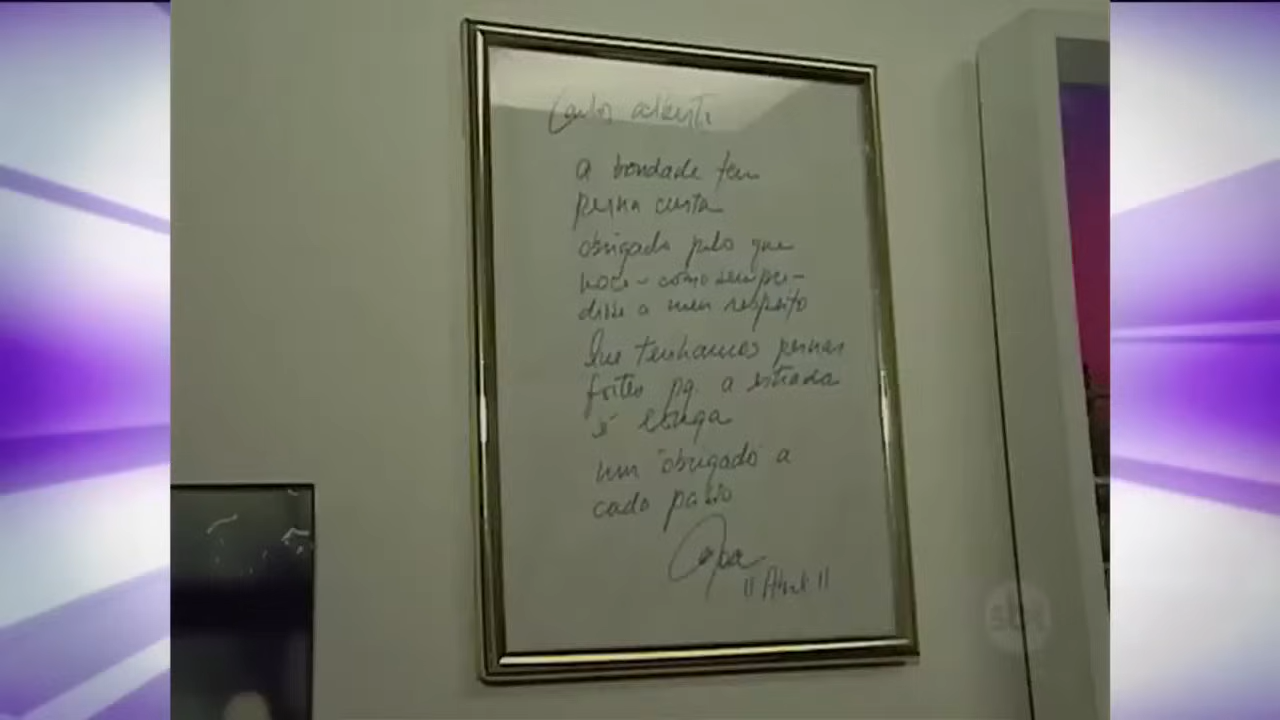 Carlos Alberto
A bondade tem
perna curta
obrigado pelo que
você - como sempre -
disse a meu respeito
Que tenhamos pernas
fortes pq. a estrada
é longa
um obrigado a
cada passo
11 Abril 11
sbt